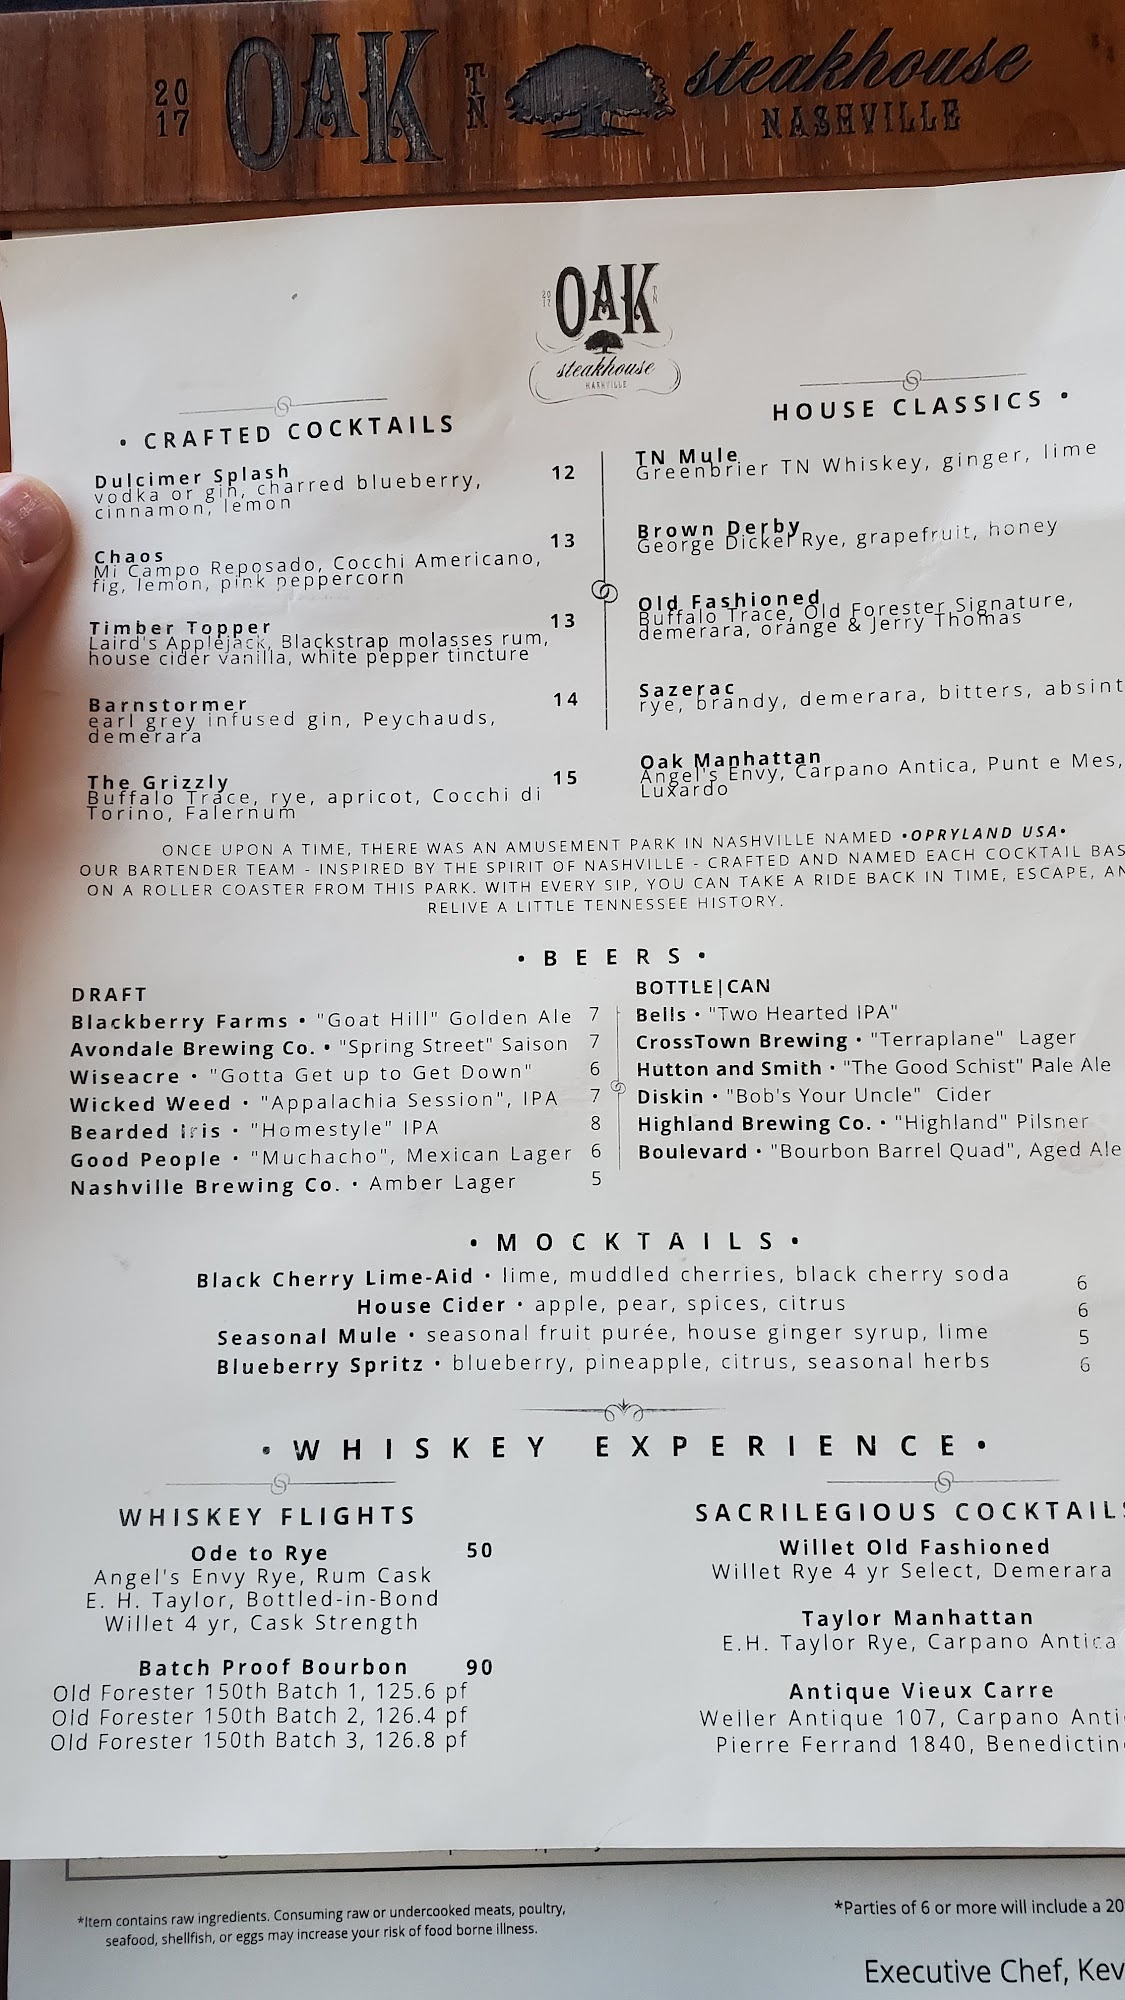 20
17
OAK
TN
steakhouse
NASHVILLE
20
17
OAK
TN
steakhouse
NASHVILLE
• CRAFTED COCKTAILS
Dulcimer Splash 12
vodka or gin, charred blueberry,
cinnamon, lemon
Chaos 13
Mi Campo Reposado, Cocchi Americano,
fig, lemon, pink peppercorn
Timber Topper 13
Laird's Applejack, Blackstrap molasses rum,
house cider vanilla, white pepper tincture
Barnstormer 14
earl grey infused gin, Peychauds,
demerara
The Grizzly 15
Buffalo Trace, rye, apricot, Cocchi di
Torino, Falernum
HOUSE CLASSICS •
TN Mule
Greenbrier TN Whiskey, ginger, lime
Brown Derby
George Dickel Rye, grapefruit, honey
Old Fashioned
Buffalo Trace, Old Forester Signature,
demerara, orange & Jerry Thomas
Sazerac
rye, brandy, demerara, bitters, absint
Oak Manhattan
Angel's Envy, Carpano Antica, Punt e Mes,
Luxardo
ONCE UPON A TIME, THERE WAS AN AMUSEMENT PARK IN NASHVILLE NAMED •OPRYLAND USA•
OUR BARTENDER TEAM - INSPIRED BY THE SPIRIT OF NASHVILLE - CRAFTED AND NAMED EACH COCKTAIL BAS
ON A ROLLER COASTER FROM THIS PARK. WITH EVERY SIP, YOU CAN TAKE A RIDE BACK IN TIME, ESCAPE, AN
RELIVE A LITTLE TENNESSEE HISTORY.
• BEERS •
DRAFT
Blackberry Farms • "Goat Hill" Golden Ale 7
Avondale Brewing Co. • "Spring Street" Saison 7
Wiseacre • "Gotta Get up to Get Down" 6
Wicked Weed • "Appalachia Session", IPA 7
Bearded Iris • "Homestyle" IPA 8
Good People • "Muchacho", Mexican Lager 6
Nashville Brewing Co. • Amber Lager 5
BOTTLE|CAN
Bells • "Two Hearted IPA"
CrossTown Brewing • "Terraplane" Lager
Hutton and Smith • "The Good Schist" Pale Ale
Diskin • "Bob's Your Uncle" Cider
Highland Brewing Co. • "Highland" Pilsner
Boulevard • "Bourbon Barrel Quad", Aged Ale
• MOCKTAILS •
Black Cherry Lime-Aid • lime, muddled cherries, black cherry soda 6
House Cider • apple, pear, spices, citrus 6
Seasonal Mule • seasonal fruit purée, house ginger syrup, lime 5
Blueberry Spritz • blueberry, pineapple, citrus, seasonal herbs 6
• WHISKEY EXPERIENCE •
WHISKEY FLIGHTS
Ode to Rye 50
Angel's Envy Rye, Rum Cask
E. H. Taylor, Bottled-in-Bond
Willet 4 yr, Cask Strength
Batch Proof Bourbon 90
Old Forester 150th Batch 1, 125.6 pf
Old Forester 150th Batch 2, 126.4 pf
Old Forester 150th Batch 3, 126.8 pf
SACRILEGIOUS COCKTAILS
Willet Old Fashioned
Willet Rye 4 yr Select, Demerara
Taylor Manhattan
E.H. Taylor Rye, Carpano Antica
Antique Vieux Carre
Weller Antique 107, Carpano Anti
Pierre Ferrand 1840, Benedictin
*Item contains raw ingredients. Consuming raw or undercooked meats, poultry,
seafood, shellfish, or eggs may increase your risk of food borne illness.
*Parties of 6 or more will include a 20
Executive Chef, Kev